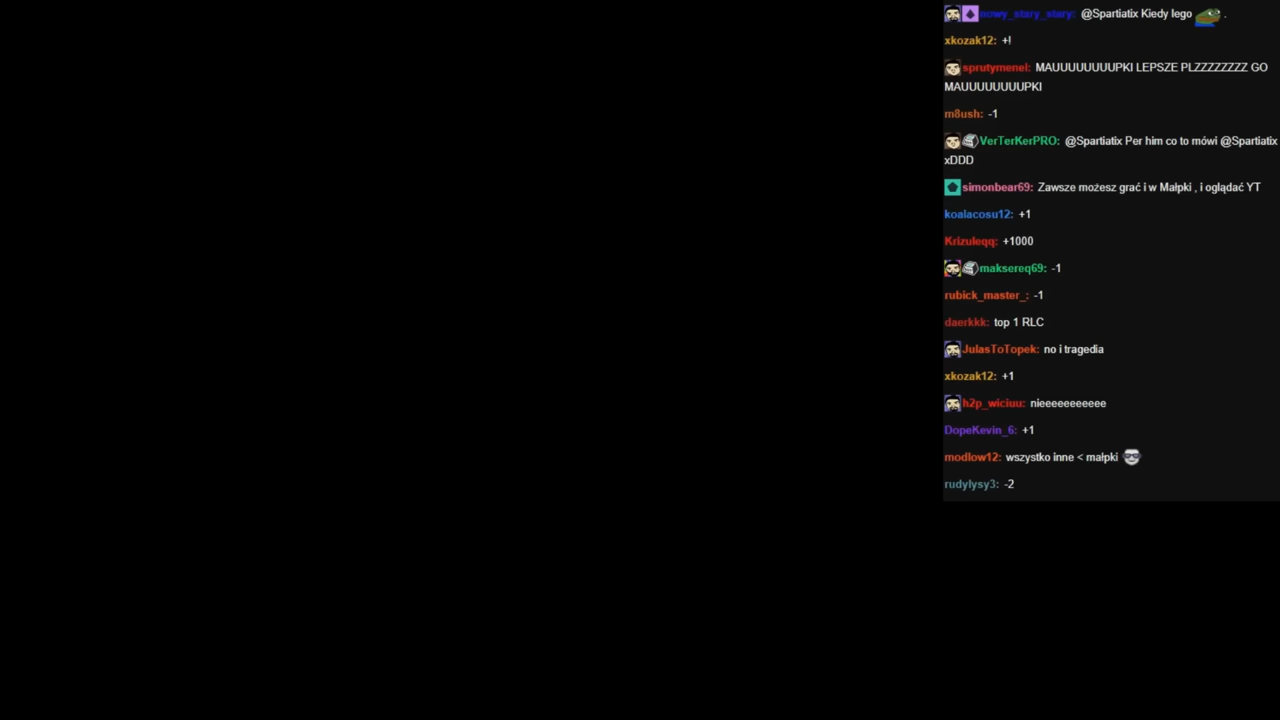 nowy_stary_stary: @Spartiatix Kiedy lego .
xkozak12: +!
sprutymenel: MAUUUUUUUUPKI LEPSZE PLZZZZZZZZ GO
MAUUUUUUUUPKI
m8ush: -1
VerTerKerPRO: @Spartiatix Per him co to mówi @Spartiatix
xDDD
simonbear69: Zawsze możesz grać i w Małpki , i oglądać YT
koalacosu12: +1
Krizuleqq: +1000
maksereq69: -1
rubick_master_: -1
daerkkk: top 1 RLC
JulasToTopek: no i tragedia
xkozak12: +1
h2p_wiciuu: nieeeeeeeeeee
DopeKevin_6: +1
modlow12: wszystko inne < małpki
rudylysy3: -2